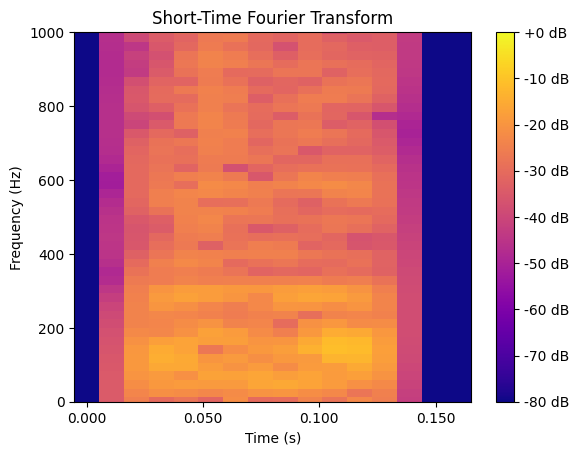 Short-Time Fourier Transform
1000
800
600
400
200
0
Frequency (Hz)
0.000
0.050
0.100
0.150
Time (s)
+0 dB
-10 dB
-20 dB
-30 dB
-40 dB
-50 dB
-60 dB
-70 dB
-80 dB